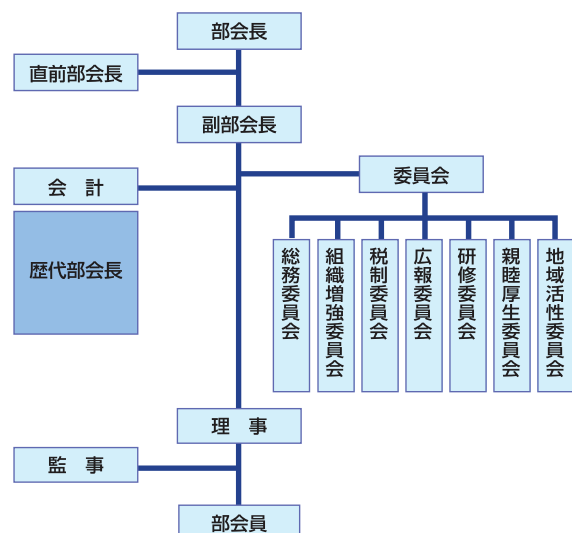 部会長
直前部会長
副部会長
委員会
会　計
歴代部会長
総務委員会
組織増強委員会
税制委員会
広報委員会
研修委員会
親睦厚生委員会
地域活性委員会
理　事
監　事
部会員